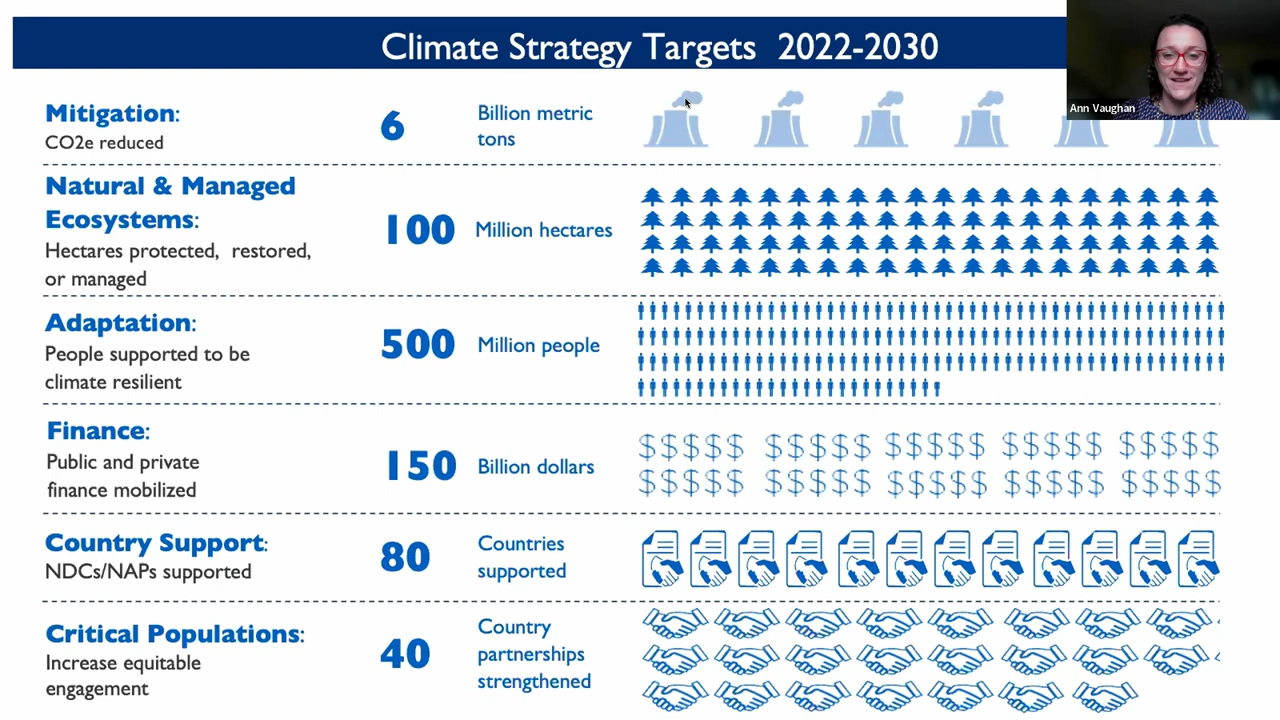 Climate Strategy Targets 2022-2030
Ann Vaughan
Mitigation:
CO2e reduced
6
Billion metric
tons
Natural & Managed
Ecosystems:
Hectares protected, restored,
or managed
100
Million hectares
Adaptation:
People supported to be
climate resilient
500
Million people
Finance:
Public and private
finance mobilized
150
Billion dollars
$$$$$ $$$$$ $$$$$ $$$$$ $$$$$
$$$$$ $$$$$ $$$$$ $$$$$ $$$$$
Country Support:
NDCs/NAPs supported
80
Countries
supported
Critical Populations:
Increase equitable
engagement
40
Country
partnerships
strengthened